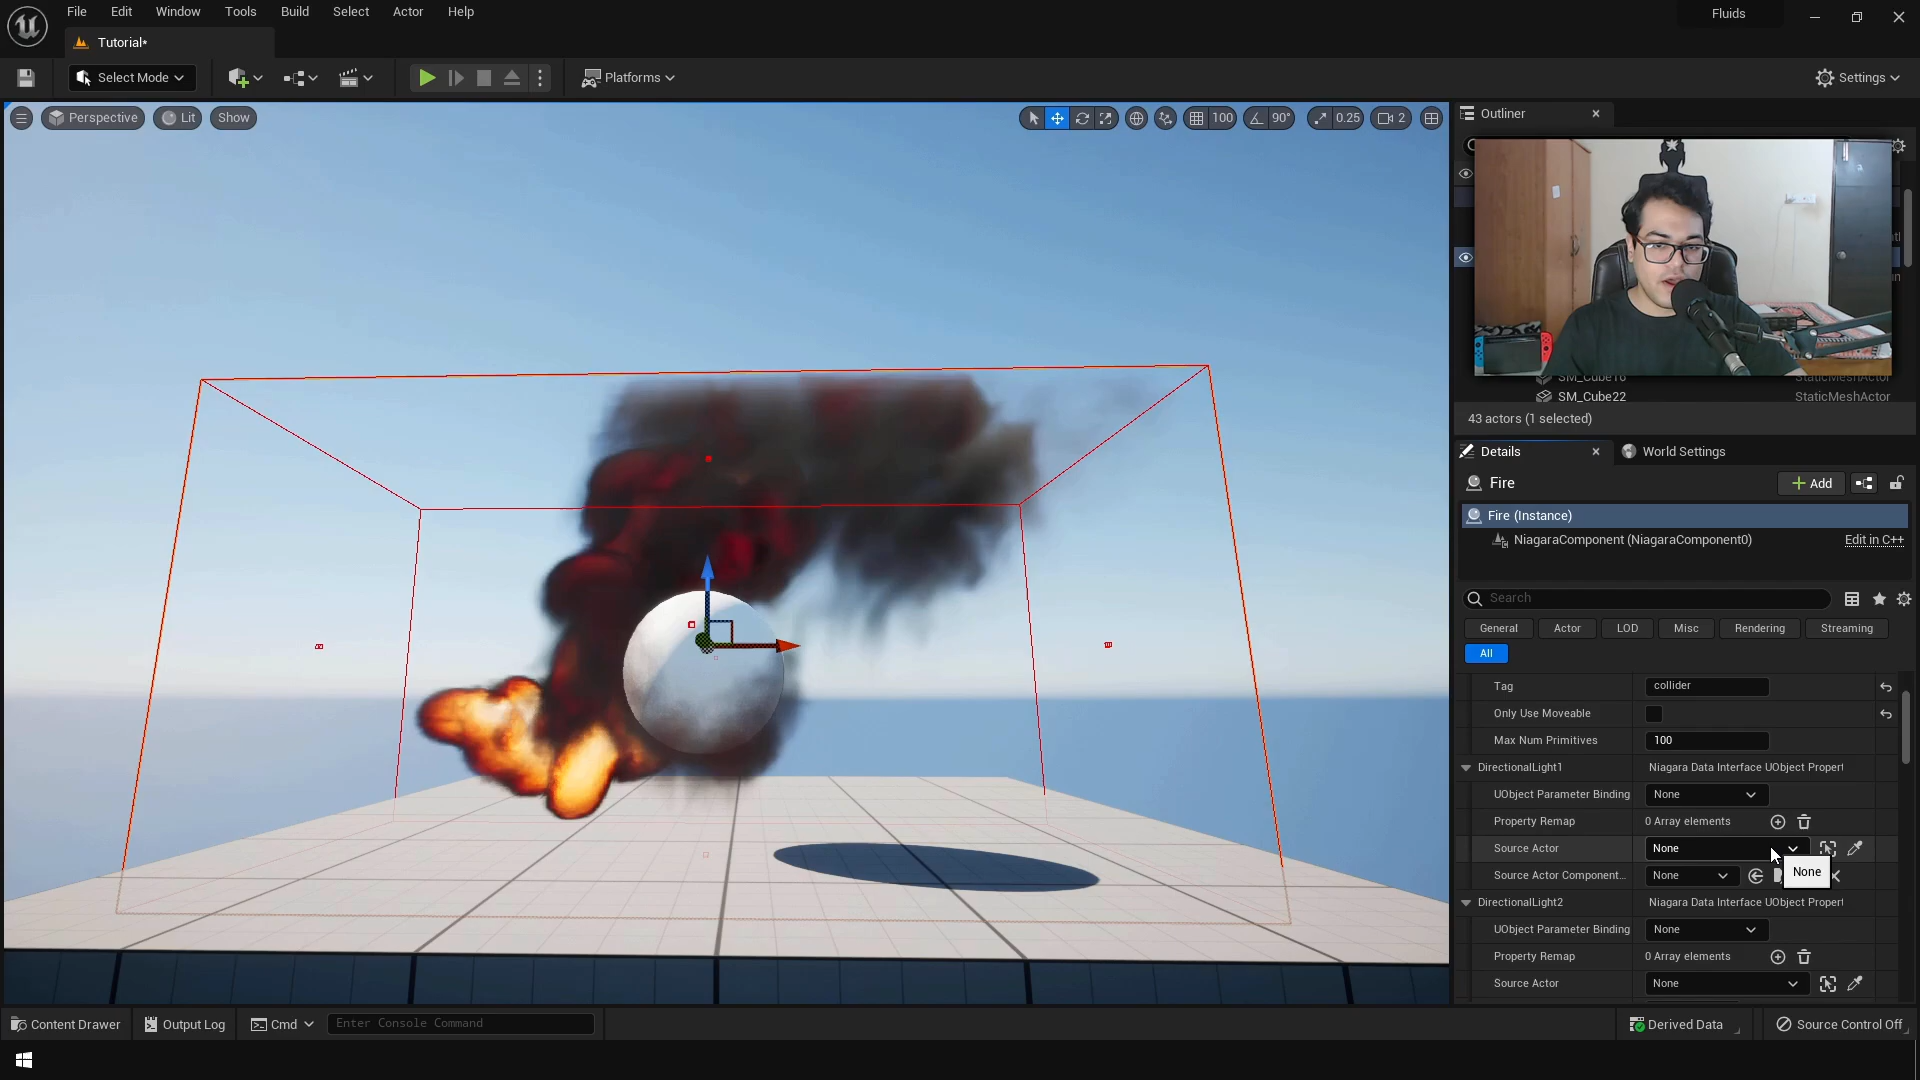 File Edit Window Tools Build Select Actor Help
Fluids
Tutorial*
Select Mode
Platforms
Settings
Perspective
Lit
Show
100
90°
0.25
2
Outliner
SM_Cube16 StaticMeshActor
SM_Cube22 StaticMeshActor
43 actors (1 selected)
Details
World Settings
Fire
Add
Fire (Instance)
NiagaraComponent (NiagaraComponent0) Edit in C++
Search
General Actor LOD Misc Rendering Streaming
All
Tag collider
Only Use Moveable
Max Num Primitives 100
DirectionalLight1 Niagara Data Interface UObject Propert
UObject Parameter Binding None
Property Remap 0 Array elements
Source Actor None
Source Actor Component... None
None
DirectionalLight2 Niagara Data Interface UObject Propert
UObject Parameter Binding None
Property Remap 0 Array elements
Source Actor None
Content Drawer Output Log Cmd Enter Console Command
Derived Data Source Control Off